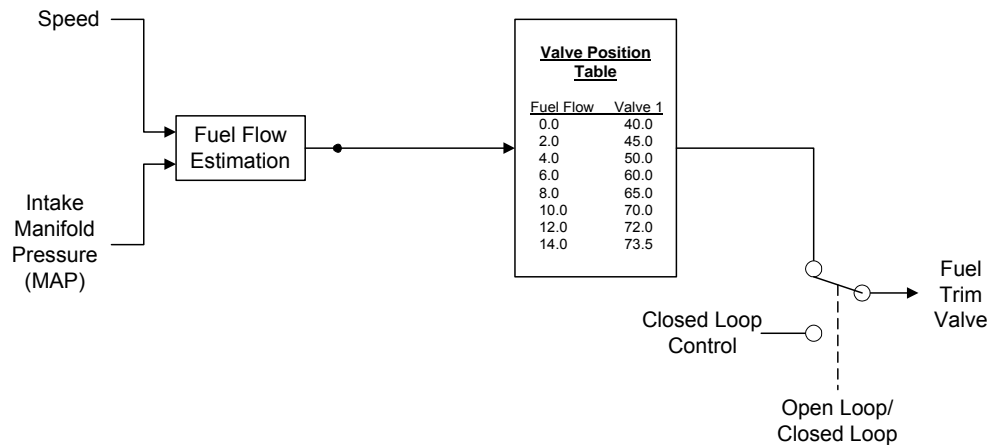 Speed
Fuel Flow
Estimation
Intake
Manifold
Pressure
(MAP)
Valve Position
Table
Fuel Flow Valve 1
0.0 40.0
2.0 45.0
4.0 50.0
6.0 60.0
8.0 65.0
10.0 70.0
12.0 72.0
14.0 73.5
Fuel
Trim
Valve
Closed Loop
Control
Open Loop/
Closed Loop